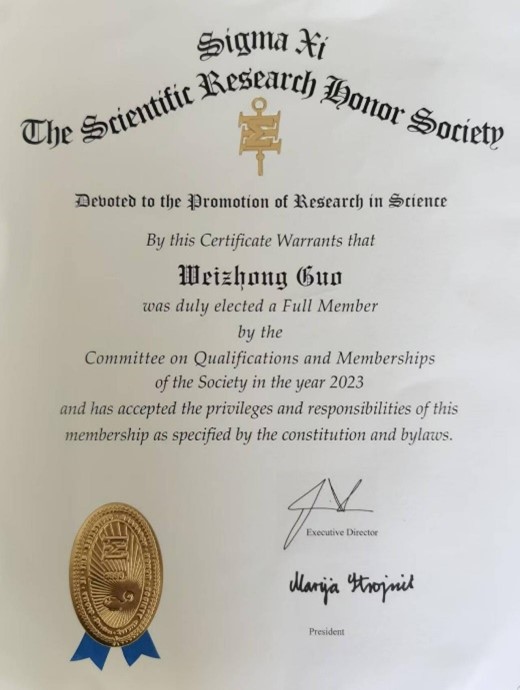 Sigma Xi
The Scientific Research Honor Society
Devoted to the Promotion of Research in Science
By this Certificate Warrants that
Weizhong Guo
was duly elected a Full Member
by the
Committee on Qualifications and Memberships
of the Society in the year 2023
and has accepted the privileges and responsibilities of this
membership as specified by the constitution and bylaws.
Executive Director
Marija Strojnik
President